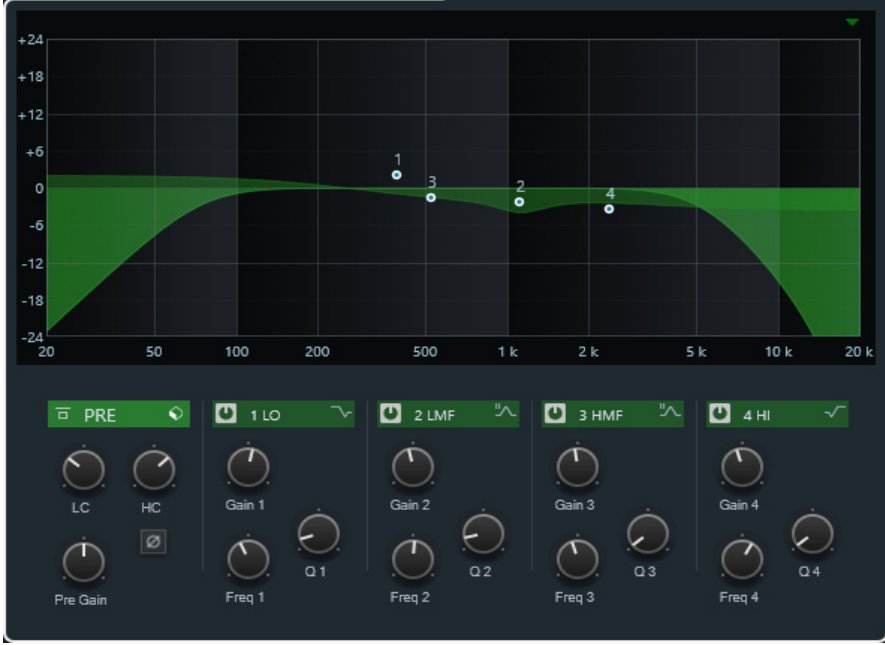 +24
+18
+12
+6
0
-6
-12
-18
-24
1
3
2
4
20 50 100 200 500 1 k 2 k 5 k 10 k 20 k
PRE 1 LO 2 LMF 3 HMF 4 HI
LC HC Gain 1 Gain 2 Gain 3 Gain 4
Q 1 Q 2 Q 3 Q 4
Pre Gain Freq 1 Freq 2 Freq 3 Freq 4